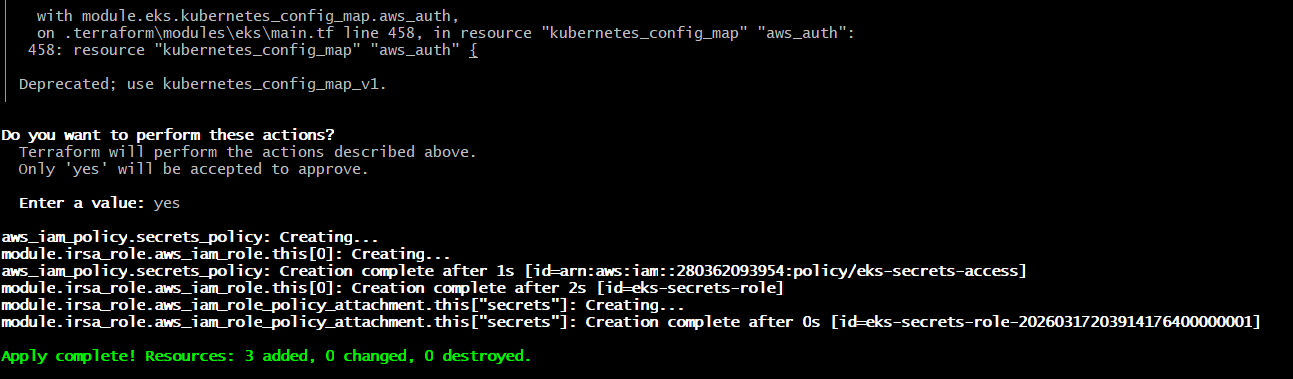 with module.eks.kubernetes_config_map.aws_auth,
on .terraform\modules\eks\main.tf line 458, in resource "kubernetes_config_map" "aws_auth":
458: resource "kubernetes_config_map" "aws_auth" {
Deprecated; use kubernetes_config_map_v1.
Do you want to perform these actions?
Terraform will perform the actions described above.
Only 'yes' will be accepted to approve.
Enter a value: yes
aws_iam_policy.secrets_policy: Creating...
module.irsa_role.aws_iam_role.this[0]: Creating...
aws_iam_policy.secrets_policy: Creation complete after 1s [id=arn:aws:iam::280362093954:policy/eks-secrets-access]
module.irsa_role.aws_iam_role.this[0]: Creation complete after 2s [id=eks-secrets-role]
module.irsa_role.aws_iam_role_policy_attachment.this["secrets"]: Creating...
module.irsa_role.aws_iam_role_policy_attachment.this["secrets"]: Creation complete after 0s [id=eks-secrets-role-20260317203914176400000001]
Apply complete! Resources: 3 added, 0 changed, 0 destroyed.